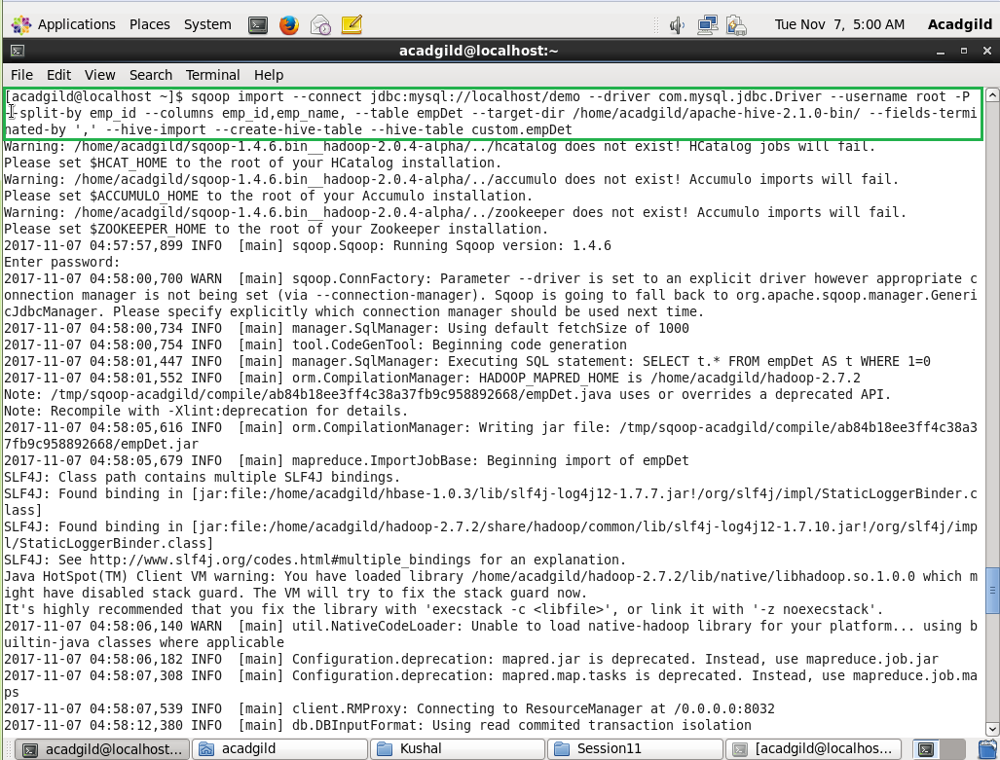 Applications Places System Tue Nov 7, 5:00 AM Acadgild
acadgild@localhost:~
File Edit View Search Terminal Help
[acadgild@localhost ~]$ sqoop import --connect jdbc:mysql://localhost/demo --driver com.mysql.jdbc.Driver --username root -P
--split-by emp_id --columns emp_id,emp_name, --table empDet --target-dir /home/acadgild/apache-hive-2.1.0-bin/ --fields-termi
nated-by ',' --hive-import --create-hive-table --hive-table custom.empDet
Warning: /home/acadgild/sqoop-1.4.6.bin__hadoop-2.0.4-alpha/../hcatalog does not exist! HCatalog jobs will fail.
Please set $HCAT_HOME to the root of your HCatalog installation.
Warning: /home/acadgild/sqoop-1.4.6.bin__hadoop-2.0.4-alpha/../accumulo does not exist! Accumulo imports will fail.
Please set $ACCUMULO_HOME to the root of your Accumulo installation.
Warning: /home/acadgild/sqoop-1.4.6.bin__hadoop-2.0.4-alpha/../zookeeper does not exist! Accumulo imports will fail.
Please set $ZOOKEEPER_HOME to the root of your Zookeeper installation.
2017-11-07 04:57:57,899 INFO  [main] sqoop.Sqoop: Running Sqoop version: 1.4.6
Enter password:
2017-11-07 04:58:00,700 WARN  [main] sqoop.ConnFactory: Parameter --driver is set to an explicit driver however appropriate c
onnection manager is not being set (via --connection-manager). Sqoop is going to fall back to org.apache.sqoop.manager.Generi
cJdbcManager. Please specify explicitly which connection manager should be used next time.
2017-11-07 04:58:00,734 INFO  [main] manager.SqlManager: Using default fetchSize of 1000
2017-11-07 04:58:00,754 INFO  [main] tool.CodeGenTool: Beginning code generation
2017-11-07 04:58:01,447 INFO  [main] manager.SqlManager: Executing SQL statement: SELECT t.* FROM empDet AS t WHERE 1=0
2017-11-07 04:58:01,552 INFO  [main] orm.CompilationManager: HADOOP_MAPRED_HOME is /home/acadgild/hadoop-2.7.2
Note: /tmp/sqoop-acadgild/compile/ab84b18ee3ff4c38a37fb9c958892668/empDet.java uses or overrides a deprecated API.
Note: Recompile with -Xlint:deprecation for details.
2017-11-07 04:58:05,616 INFO  [main] orm.CompilationManager: Writing jar file: /tmp/sqoop-acadgild/compile/ab84b18ee3ff4c38a3
7fb9c958892668/empDet.jar
2017-11-07 04:58:05,679 INFO  [main] mapreduce.ImportJobBase: Beginning import of empDet
SLF4J: Class path contains multiple SLF4J bindings.
SLF4J: Found binding in [jar:file:/home/acadgild/hbase-1.0.3/lib/slf4j-log4j12-1.7.7.jar!/org/slf4j/impl/StaticLoggerBinder.c
lass]
SLF4J: Found binding in [jar:file:/home/acadgild/hadoop-2.7.2/share/hadoop/common/lib/slf4j-log4j12-1.7.10.jar!/org/slf4j/imp
l/StaticLoggerBinder.class]
SLF4J: See http://www.slf4j.org/codes.html#multiple_bindings for an explanation.
Java HotSpot(TM) Client VM warning: You have loaded library /home/acadgild/hadoop-2.7.2/lib/native/libhadoop.so.1.0.0 which m
ight have disabled stack guard. The VM will try to fix the stack guard now.
It's highly recommended that you fix the library with 'execstack -c <libfile>', or link it with '-z noexecstack'.
2017-11-07 04:58:06,140 WARN  [main] util.NativeCodeLoader: Unable to load native-hadoop library for your platform... using b
uiltin-java classes where applicable
2017-11-07 04:58:06,182 INFO  [main] Configuration.deprecation: mapred.jar is deprecated. Instead, use mapreduce.job.jar
2017-11-07 04:58:07,308 INFO  [main] Configuration.deprecation: mapred.map.tasks is deprecated. Instead, use mapreduce.job.ma
ps
2017-11-07 04:58:07,539 INFO  [main] client.RMProxy: Connecting to ResourceManager at /0.0.0.0:8032
2017-11-07 04:58:12,380 INFO  [main] db.DBInputFormat: Using read commited transaction isolation
acadgild@localhost:... acadgild Kushal Session11 [acadgild@localhost:...